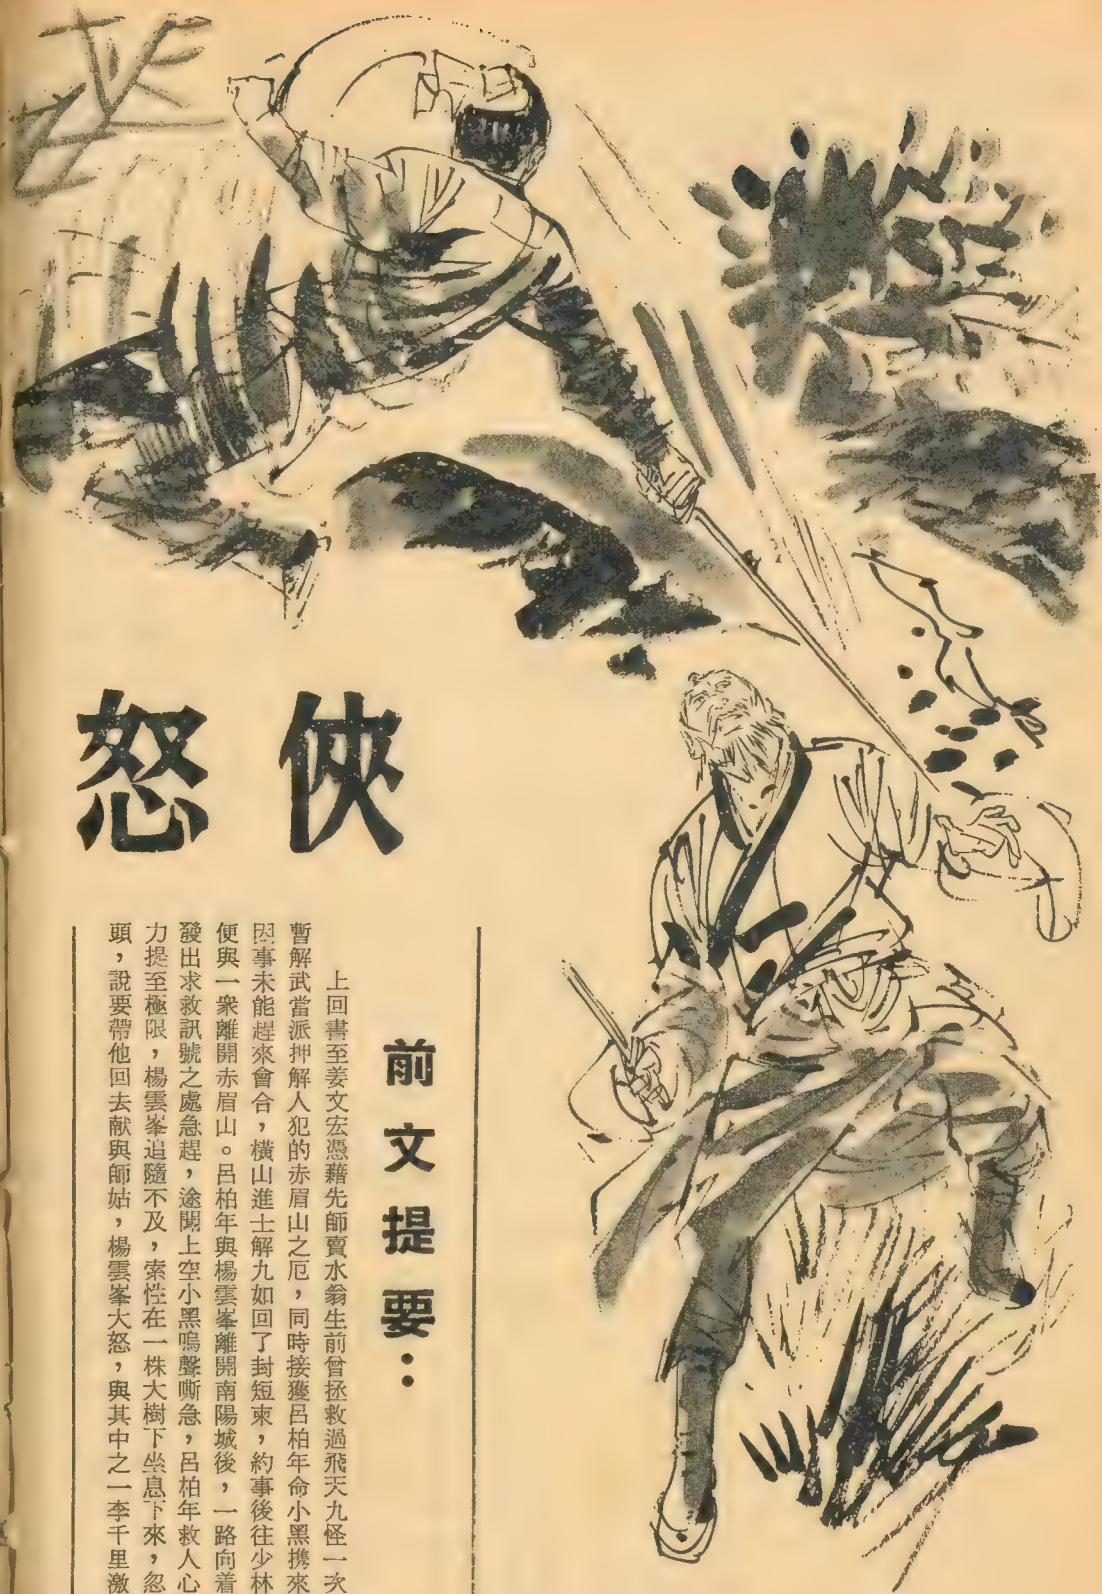 俠怒
前文提要：
上回書至姜文宏憑藉先師賣水翁生前曾拯救過飛天九怪一次
暫解武當派押解人犯的赤眉山之厄，同時接獲呂柏年命小黑携來
因事未能趕來會合，橫山進士解九如回了封短柬，約事後往少林
便與一衆離開赤眉山。呂柏年與楊雲峯離開南陽城後，一路向着
發出求救訊號之處急趕，途聞上空小黑鳴聲嘶急，呂柏年救人心
力提至極限，楊雲峯追隨不及，索性在一株大樹下坐息下來，忽
頭，說要帶他回去献與師姑，楊雲峯大怒，與其中之一李千里激